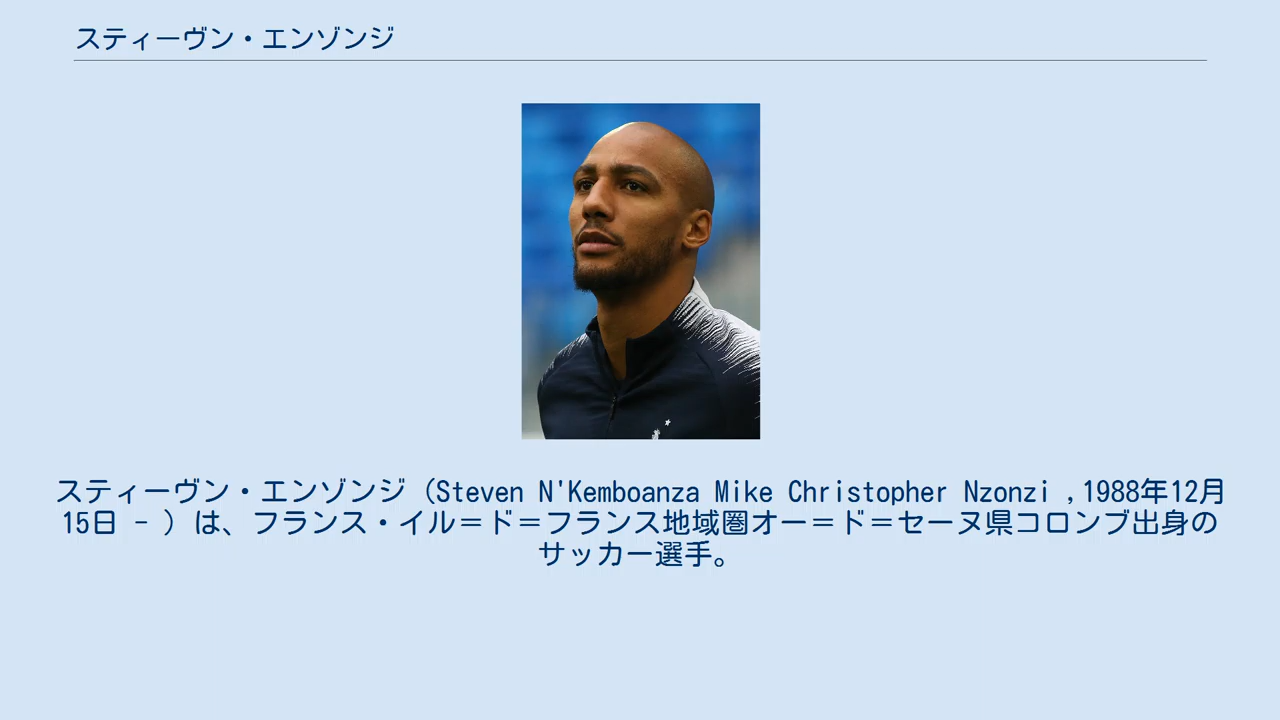 スティーヴン・エンゾンジ
スティーヴン・エンゾンジ（Steven N'Kemboanza Mike Christopher Nzonzi ,1988年12月
15日 - ）は、フランス・イル＝ド＝フランス地域圏オー＝ド＝セーヌ県コロンブ出身の
サッカー選手。